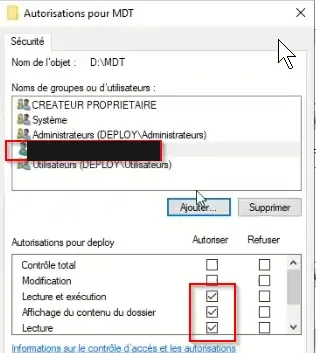 Autorisations pour MDT
Sécurité
Nom de l'objet : D:\MDT
Noms de groupes ou d'utilisateurs :
CREATEUR PROPRIETAIRE
Système
Administrateurs (DEPLOY\Administrateurs)
Utilisateurs (DEPLOY\Utilisateurs)
Ajouter... Supprimer
Autorisations pour deploy Autoriser Refuser
Contrôle total
Modification
Lecture et exécution
Affichage du contenu du dossier
Lecture
Informations sur le contrôle d'accès et les autorisations